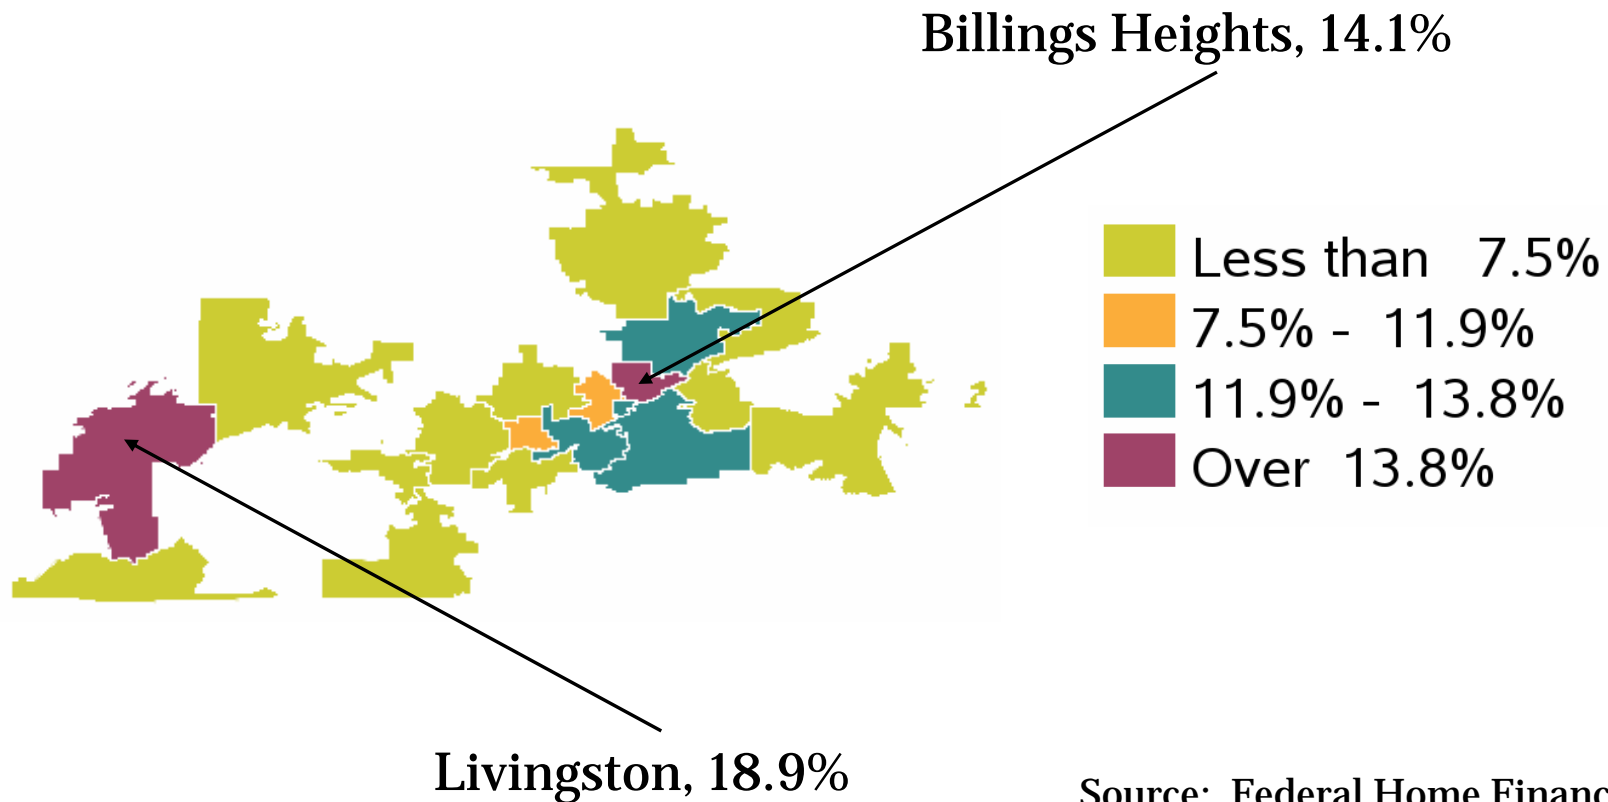 Billings Heights, 14.1%
Less than 7.5%
7.5% - 11.9%
11.9% - 13.8%
Over 13.8%
Livingston, 18.9%
Source: Federal Home Financ